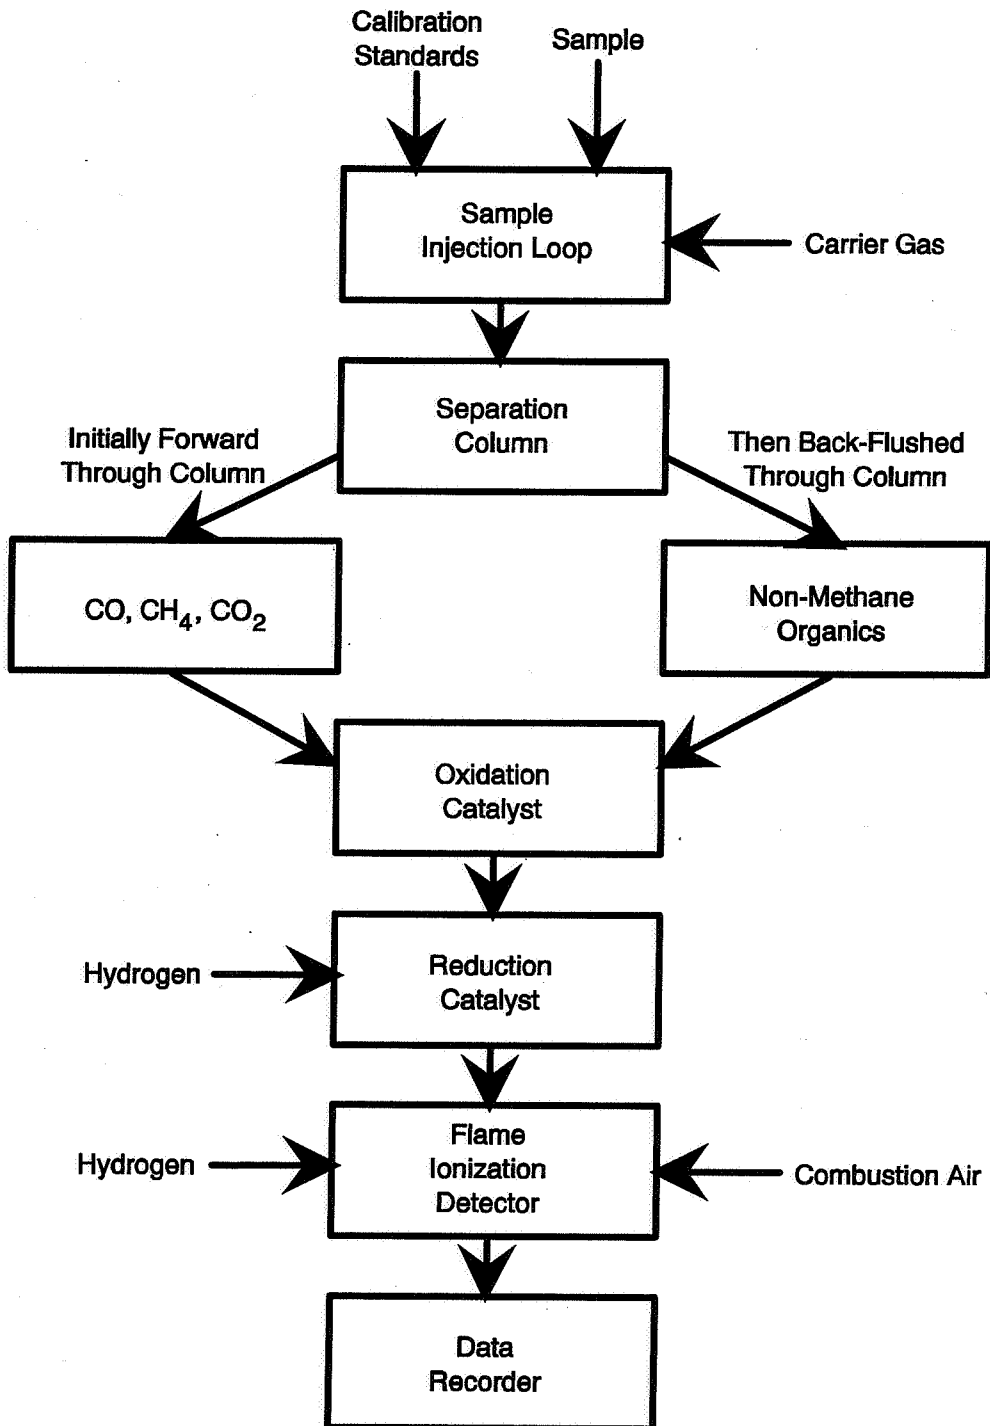 Calibration
Standards
Sample
Sample
Injection Loop
Carrier Gas
Separation
Column
Initially Forward
Through Column
Then Back-Flushed
Through Column
CO, CH4, CO2
Non-Methane
Organics
Oxidation
Catalyst
Hydrogen
Reduction
Catalyst
Hydrogen
Flame
Ionization
Detector
Combustion Air
Data
Recorder